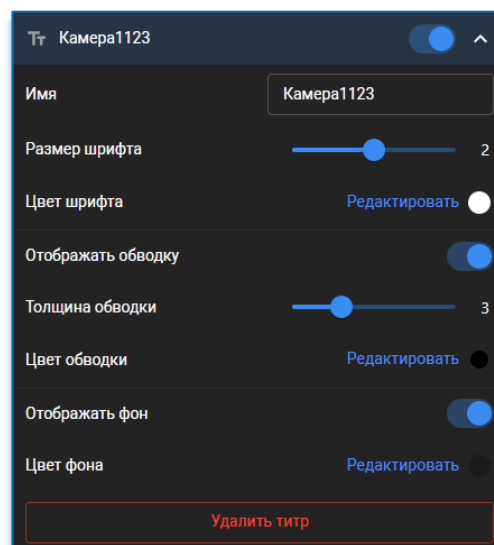 Тт Камера1123
Имя Камера1123
Размер шрифта 2
Цвет шрифта Редактировать
Отображать обводку
Толщина обводки 3
Цвет обводки Редактировать
Отображать фон
Цвет фона Редактировать
Удалить титр